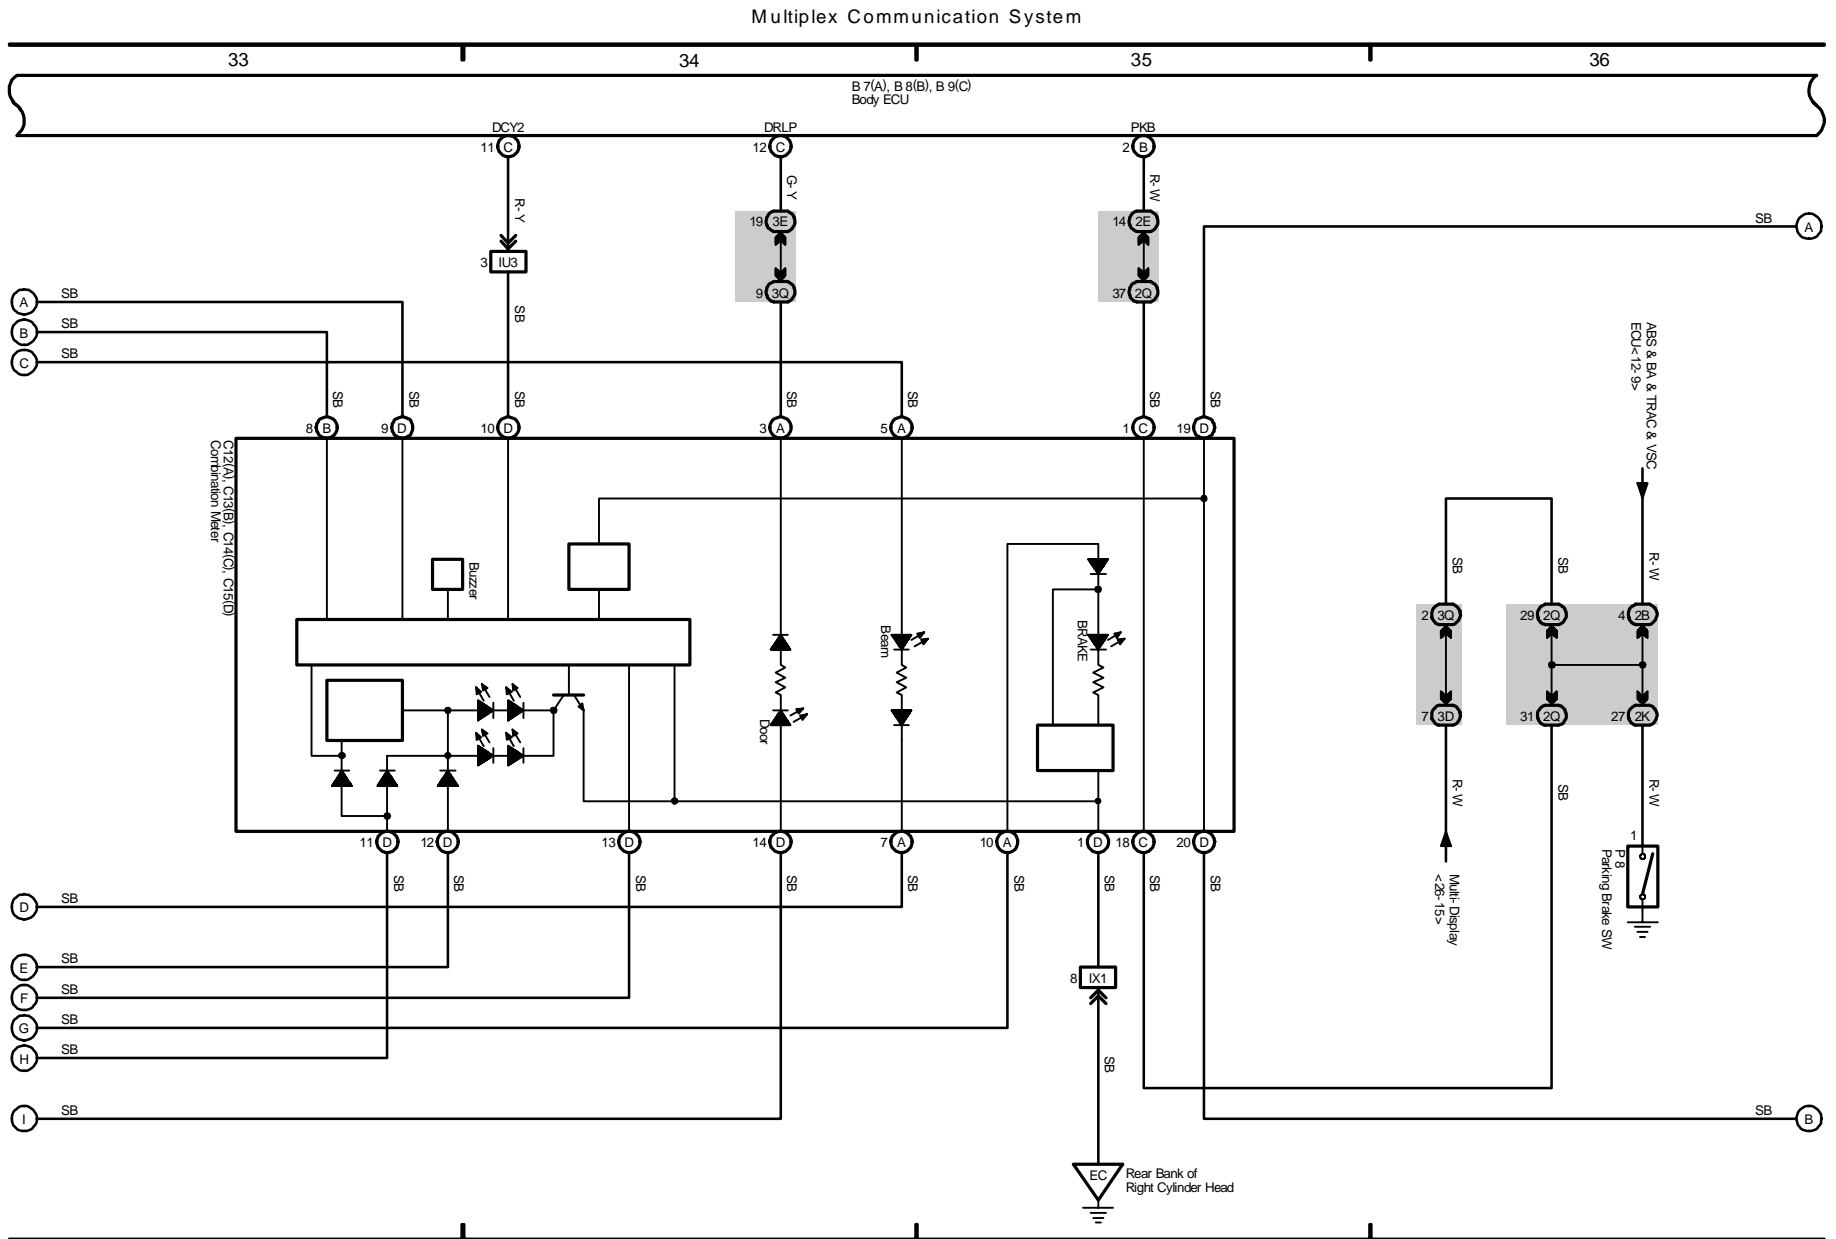 Multiplex Communication System
33 34 35 36
B 7(A), B 8(B), B 9(C)
Body ECU
DCY2 DRLP PKB
11 C 12 C 2 B
R-Y G-Y R-W
19 3E 14 2E
SB A
3 IU3
9 3Q 37 2Q
A SB
B SB
C SB
SB
ABS & BA & TRAC & VSC
ECU<12-9>
SB SB SB SB SB SB SB
8 B 9 D 10 D 3 A 5 A 1 C 19 D
C12(A), C13(B), C14(C), C15(D)
Combination Meter
Buzzer
Beam
BRAKE
Door
SB SB R-W
2 3Q 29 2Q 4 2B
7 3D 31 2Q 27 2K
R-W SB R-W
11 D 12 D 13 D 14 D 7 A 10 A 1 D 18 C 20 D
SB SB SB SB SB SB SB SB SB
1
P 8
Parking Brake SW
Multi-Display
<26-15>
D SB
E SB
F SB
G SB
H SB
I SB
8 IX1
SB
SB B
EC
Rear Bank of
Right Cylinder Head